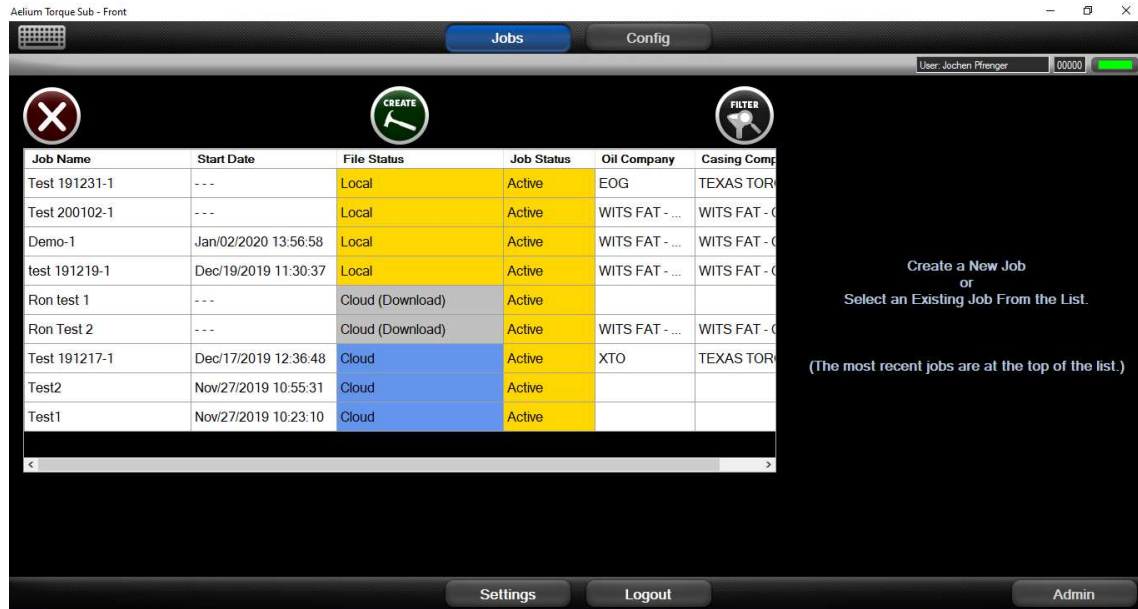 Aelium Torque Sub - Front
Jobs Config
User: Jochen Pfrenger 00000
CREATE FILTER
Job Name Start Date File Status Job Status Oil Company Casing Comp
Test 191231-1 - - - Local Active EOG TEXAS TOR
Test 200102-1 - - - Local Active WITS FAT - ... WITS FAT - C
Demo-1 Jan/02/2020 13:56:58 Local Active WITS FAT - ... WITS FAT - C
test 191219-1 Dec/19/2019 11:30:37 Local Active WITS FAT - ... WITS FAT - C
Ron test 1 - - - Cloud (Download) Active
Ron Test 2 - - - Cloud (Download) Active WITS FAT - ... WITS FAT - C
Test 191217-1 Dec/17/2019 12:36:48 Cloud Active XTO TEXAS TOR
Test2 Nov/27/2019 10:55:31 Cloud Active
Test1 Nov/27/2019 10:23:10 Cloud Active
Create a New Job
or
Select an Existing Job From the List.
(The most recent jobs are at the top of the list.)
Settings Logout Admin